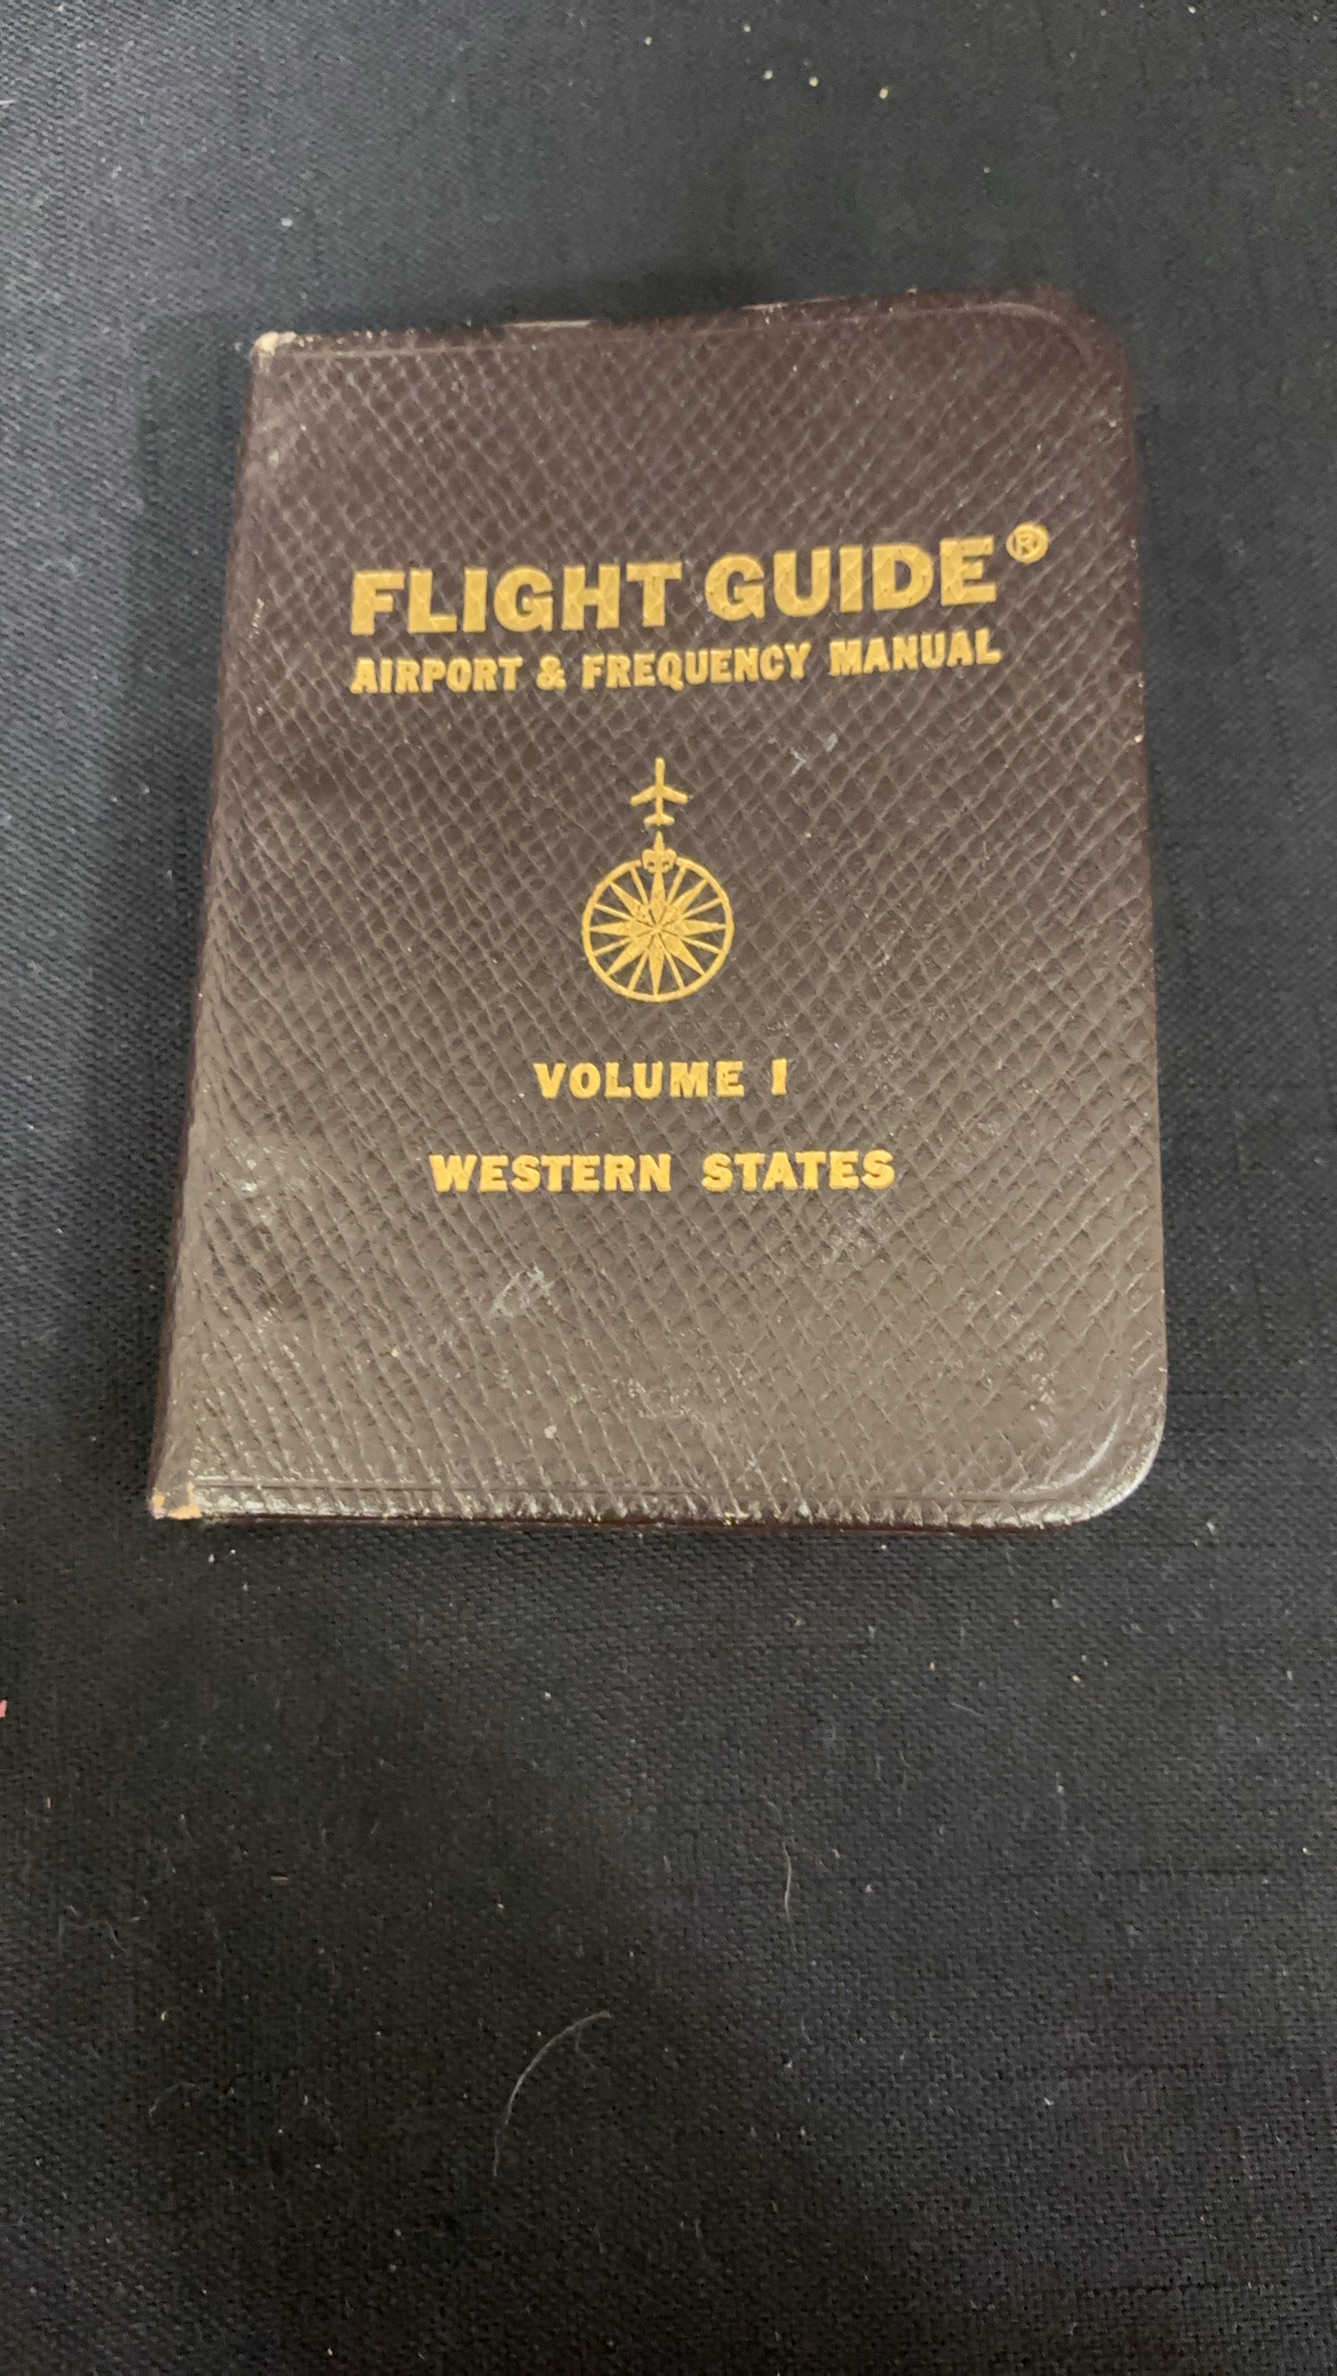 FLIGHT GUIDE®
AIRPORT & FREQUENCY MANUAL
VOLUME I
WESTERN STATES